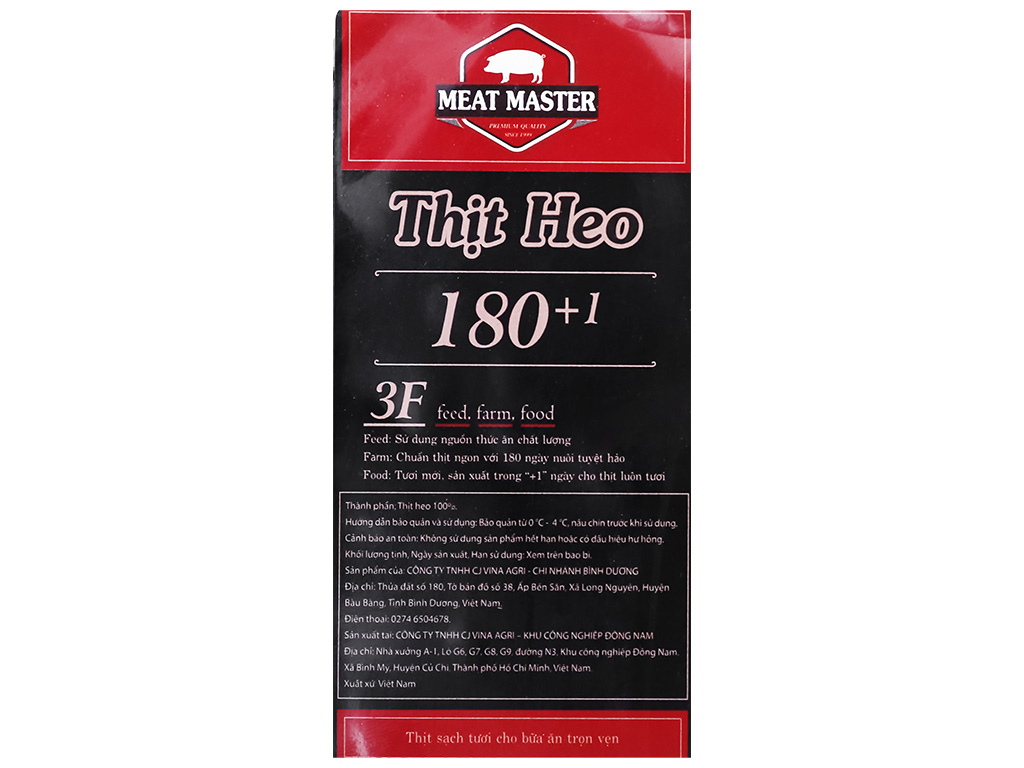 MEAT MASTER
PREMIUM QUALITY
SINCE 1999
Thịt Heo
180+1
3F feed, farm, food
Feed: Sử dụng nguồn thức ăn chất lượng
Farm: Chuẩn thịt ngon với 180 ngày nuôi tuyệt hảo
Food: Tươi mới, sản xuất trong "+1" ngày cho thịt luôn tươi
Thành phần: Thịt heo 100%.
Hướng dẫn bảo quản và sử dụng: Bảo quản từ 0 °C - 4 °C, nấu chín trước khi sử dụng.
Cảnh báo an toàn: Không sử dụng sản phẩm hết hạn hoặc có dấu hiệu hư hỏng.
Khối lượng tịnh, Ngày sản xuất, Hạn sử dụng: Xem trên bao bì.
Sản phẩm của: CÔNG TY TNHH CJ VINA AGRI - CHI NHÁNH BÌNH DƯƠNG
Địa chỉ: Thửa đất số 180, Tờ bản đồ số 38, Ấp Bến Sắn, Xã Long Nguyên, Huyện
Bàu Bàng, Tỉnh Bình Dương, Việt Nam.
Điện thoại: 0274 6504678.
Sản xuất tại: CÔNG TY TNHH CJ VINA AGRI – KHU CÔNG NGHIỆP ĐÔNG NAM
Địa chỉ: Nhà xưởng A-1, Lô G6, G7, G8, G9, đường N3, Khu công nghiệp Đông Nam,
Xã Bình Mỹ, Huyện Củ Chi, Thành phố Hồ Chí Minh, Việt Nam.
Xuất xứ: Việt Nam
Thịt sạch tươi cho bữa ăn trọn vẹn